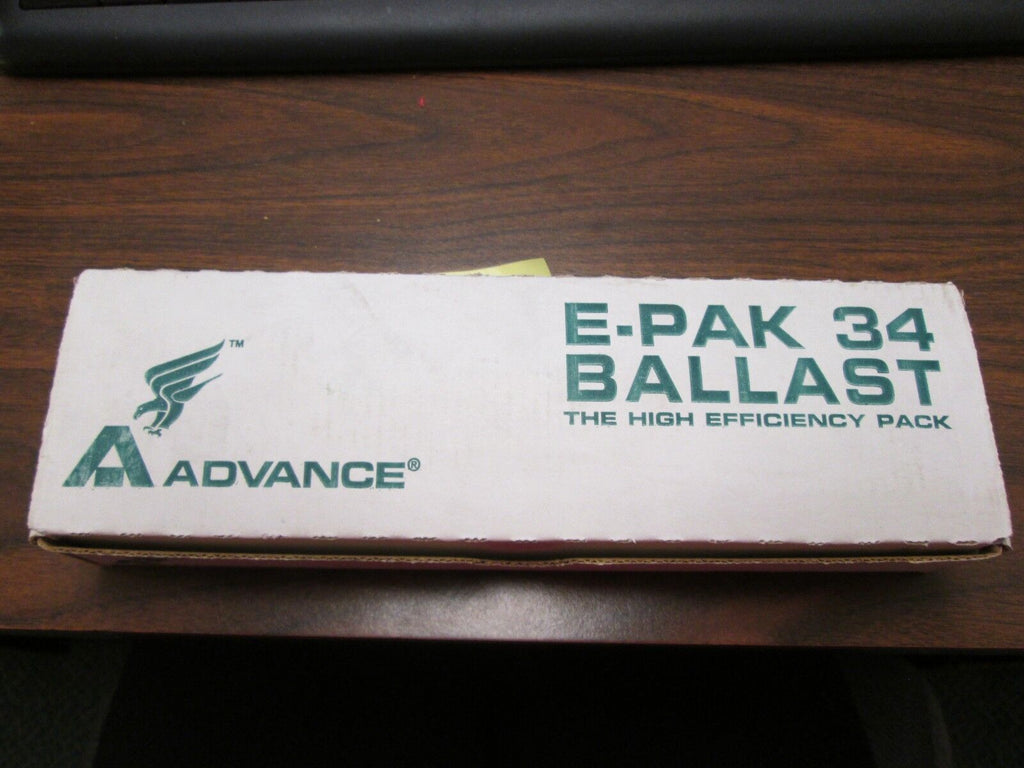 E-PAK 34
BALLAST
THE HIGH EFFICIENCY PACK
TM
A ADVANCE®